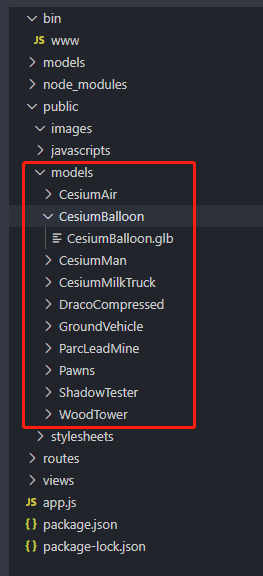 bin
JS www
models
node_modules
public
images
javascripts
models
CesiumAir
CesiumBalloon
CesiumBalloon.glb
CesiumMan
CesiumMilkTruck
DracoCompressed
GroundVehicle
ParcLeadMine
Pawns
ShadowTester
WoodTower
stylesheets
routes
views
JS app.js
{} package.json
{} package-lock.json